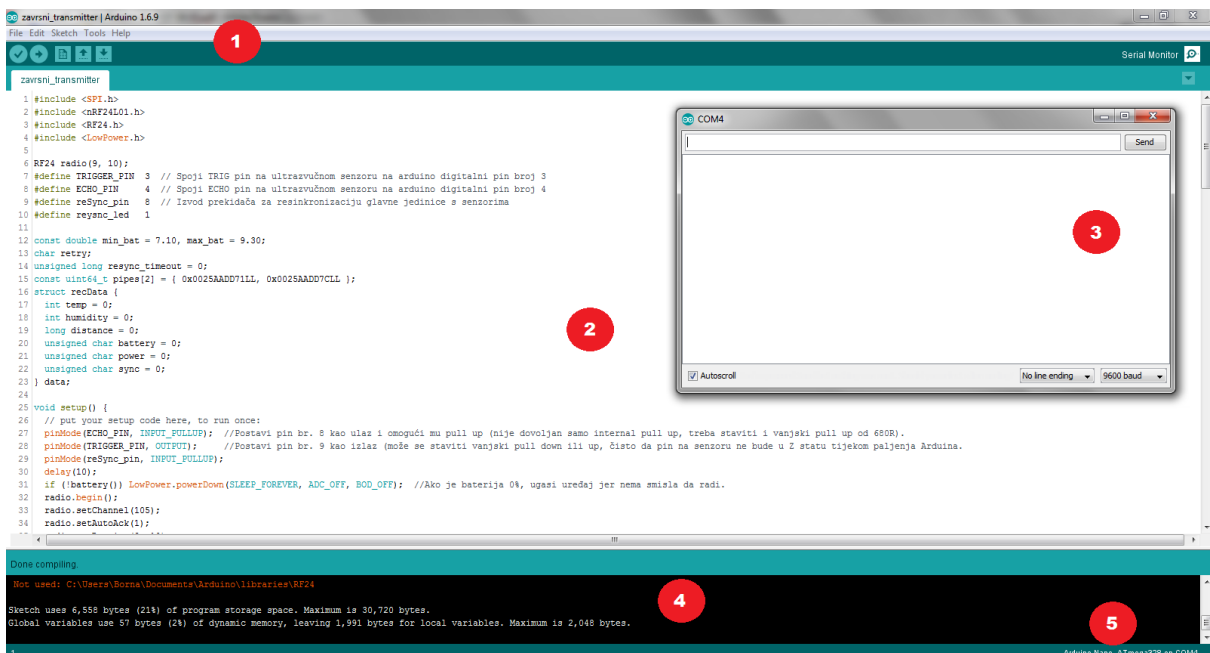 zavrsni_transmitter | Arduino 1.6.9
File Edit Sketch Tools Help
1
Serial Monitor
zavrsni_transmitter
1 #include <SPI.h>
2 #include <nRF24L01.h>
3 #include <RF24.h>
4 #include <LowPower.h>
5
6 RF24 radio(9, 10);
7 #define TRIGGER_PIN 3 // Spoji TRIG pin na ultrazvučnom senzoru na arduino digitalni pin broj 3
8 #define ECHO_PIN 4 // Spoji ECHO pin na ultrazvučnom senzoru na arduino digitalni pin broj 4
9 #define reSync_pin 8 // Izvod prekidača za resinkronizaciju glavne jedinice s senzorima
10 #define reysnc_led 1
11
12 const double min_bat = 7.10, max_bat = 9.30;
13 char retry;
14 unsigned long resync_timeout = 0;
15 const uint64_t pipes[2] = { 0x0025AADD71LL, 0x0025AADD7CLL };
16 struct recData {
17 int temp = 0;
18 int humidity = 0;
19 long distance = 0;
20 unsigned char battery = 0;
21 unsigned char power = 0;
22 unsigned char sync = 0;
23 } data;
24
25 void setup() {
26 // put your setup code here, to run once:
27 pinMode(ECHO_PIN, INPUT_PULLUP); //Postavi pin br. 8 kao ulaz i omogući mu pull up (nije dovoljan samo internal pull up, treba staviti i vanjski pull up od 680R).
28 pinMode(TRIGGER_PIN, OUTPUT); //Postavi pin br. 9 kao izlaz (može se staviti vanjski pull down ili up, čisto da pin na senzoru ne bude u Z statu tijekom paljenja Arduina.
29 pinMode(reSync_pin, INPUT_PULLUP);
30 delay(10);
31 if (!battery()) LowPower.powerDown(SLEEP_FOREVER, ADC_OFF, BOD_OFF); //Ako je baterija 0%, ugasi uređaj jer nema smisla da radi.
32 radio.begin();
33 radio.setChannel(105);
34 radio.setAutoAck(1);
2
COM4
Send
3
Autoscroll
No line ending
9600 baud
Done compiling.
Not used: C:\Users\Borna\Documents\Arduino\libraries\RF24
Sketch uses 6,558 bytes (21%) of program storage space. Maximum is 30,720 bytes.
Global variables use 57 bytes (2%) of dynamic memory, leaving 1,991 bytes for local variables. Maximum is 2,048 bytes.
4
5
1
Arduino Nano, ATmega328 on COM4